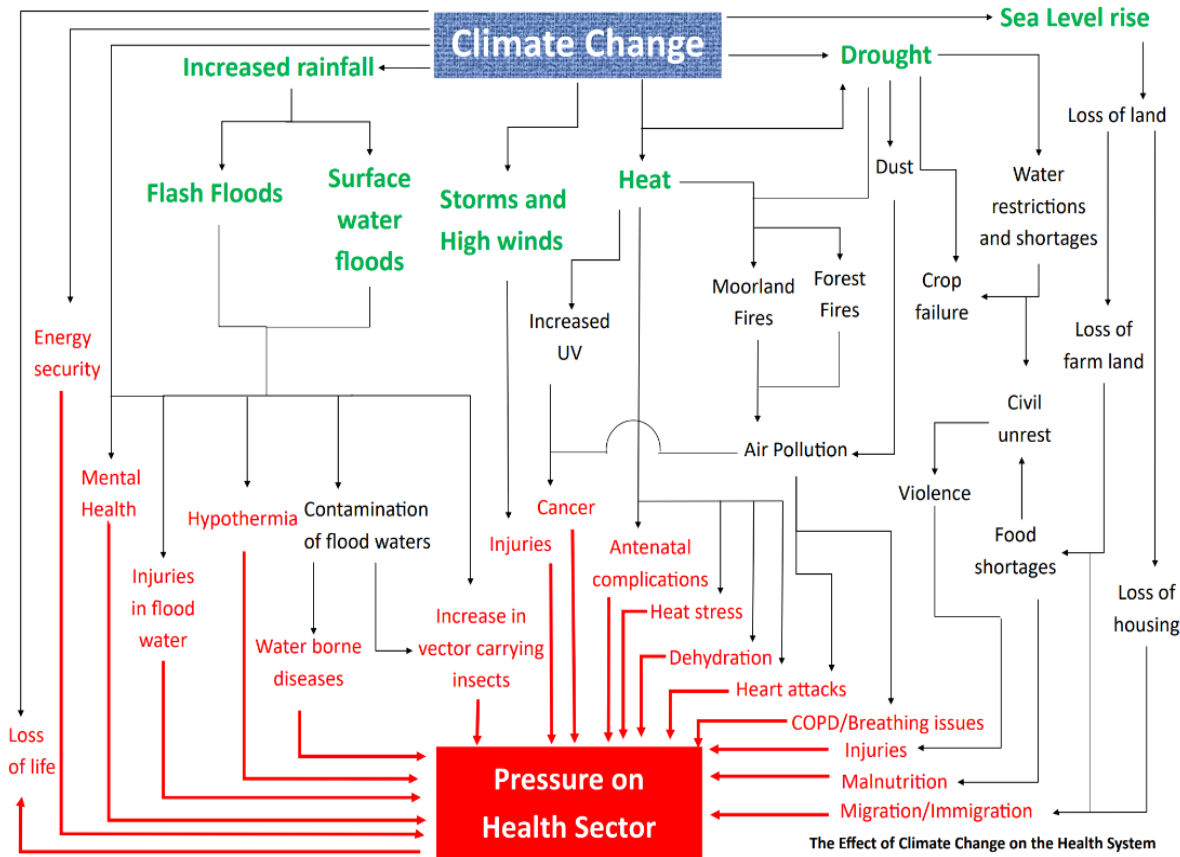 Climate Change
Sea Level rise
Increased rainfall
Drought
Loss of land
Flash Floods
Surface
water
floods
Storms and
High winds
Heat
Dust
Water
restrictions
and shortages
Moorland
Fires
Forest
Fires
Crop
failure
Increased
UV
Energy
security
Loss of
farm land
Civil
unrest
Air Pollution
Mental
Health
Hypothermia
Contamination
of flood waters
Cancer
Injuries
Violence
Antenatal
complications
Food
shortages
Injuries
in flood
water
Water borne
diseases
Increase in
vector carrying
insects
Heat stress
Dehydration
Heart attacks
Loss of
housing
COPD/Breathing issues
Loss
of life
Injuries
Malnutrition
Migration/Immigration
Pressure on
Health Sector
The Effect of Climate Change on the Health System